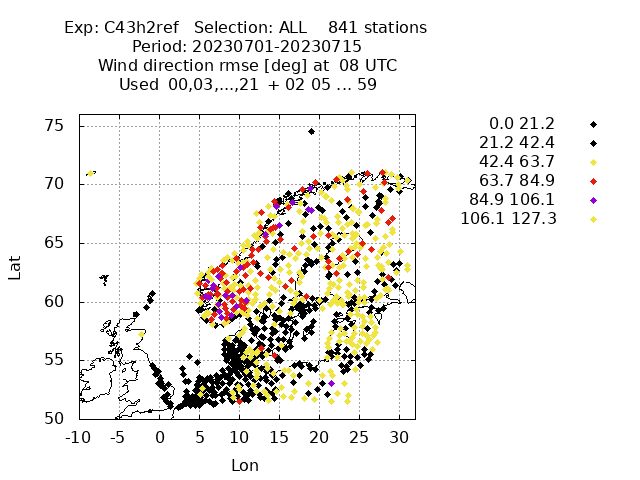 Exp: C43h2ref   Selection: ALL    841 stations
Period: 20230701-20230715
Wind direction rmse [deg] at  08 UTC
Used  00,03,...,21  + 02 05 ... 59
0.0 21.2
21.2 42.4
42.4 63.7
63.7 84.9
84.9 106.1
106.1 127.3
Lat
75
70
65
60
55
50
-10 -5 0 5 10 15 20 25 30
Lon